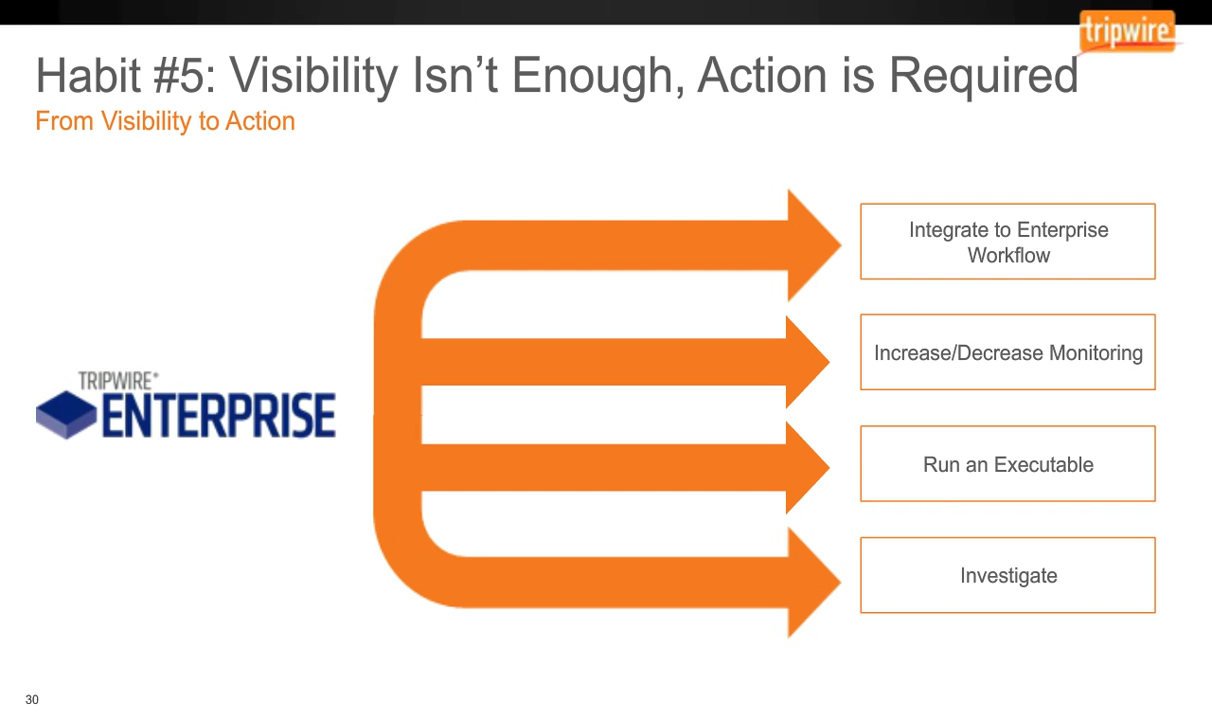 tripwire
Habit #5: Visibility Isn’t Enough, Action is Required
From Visibility to Action
Integrate to Enterprise
Workflow
Increase/Decrease Monitoring
TRIPWIRE®
ENTERPRISE
Run an Executable
Investigate
30